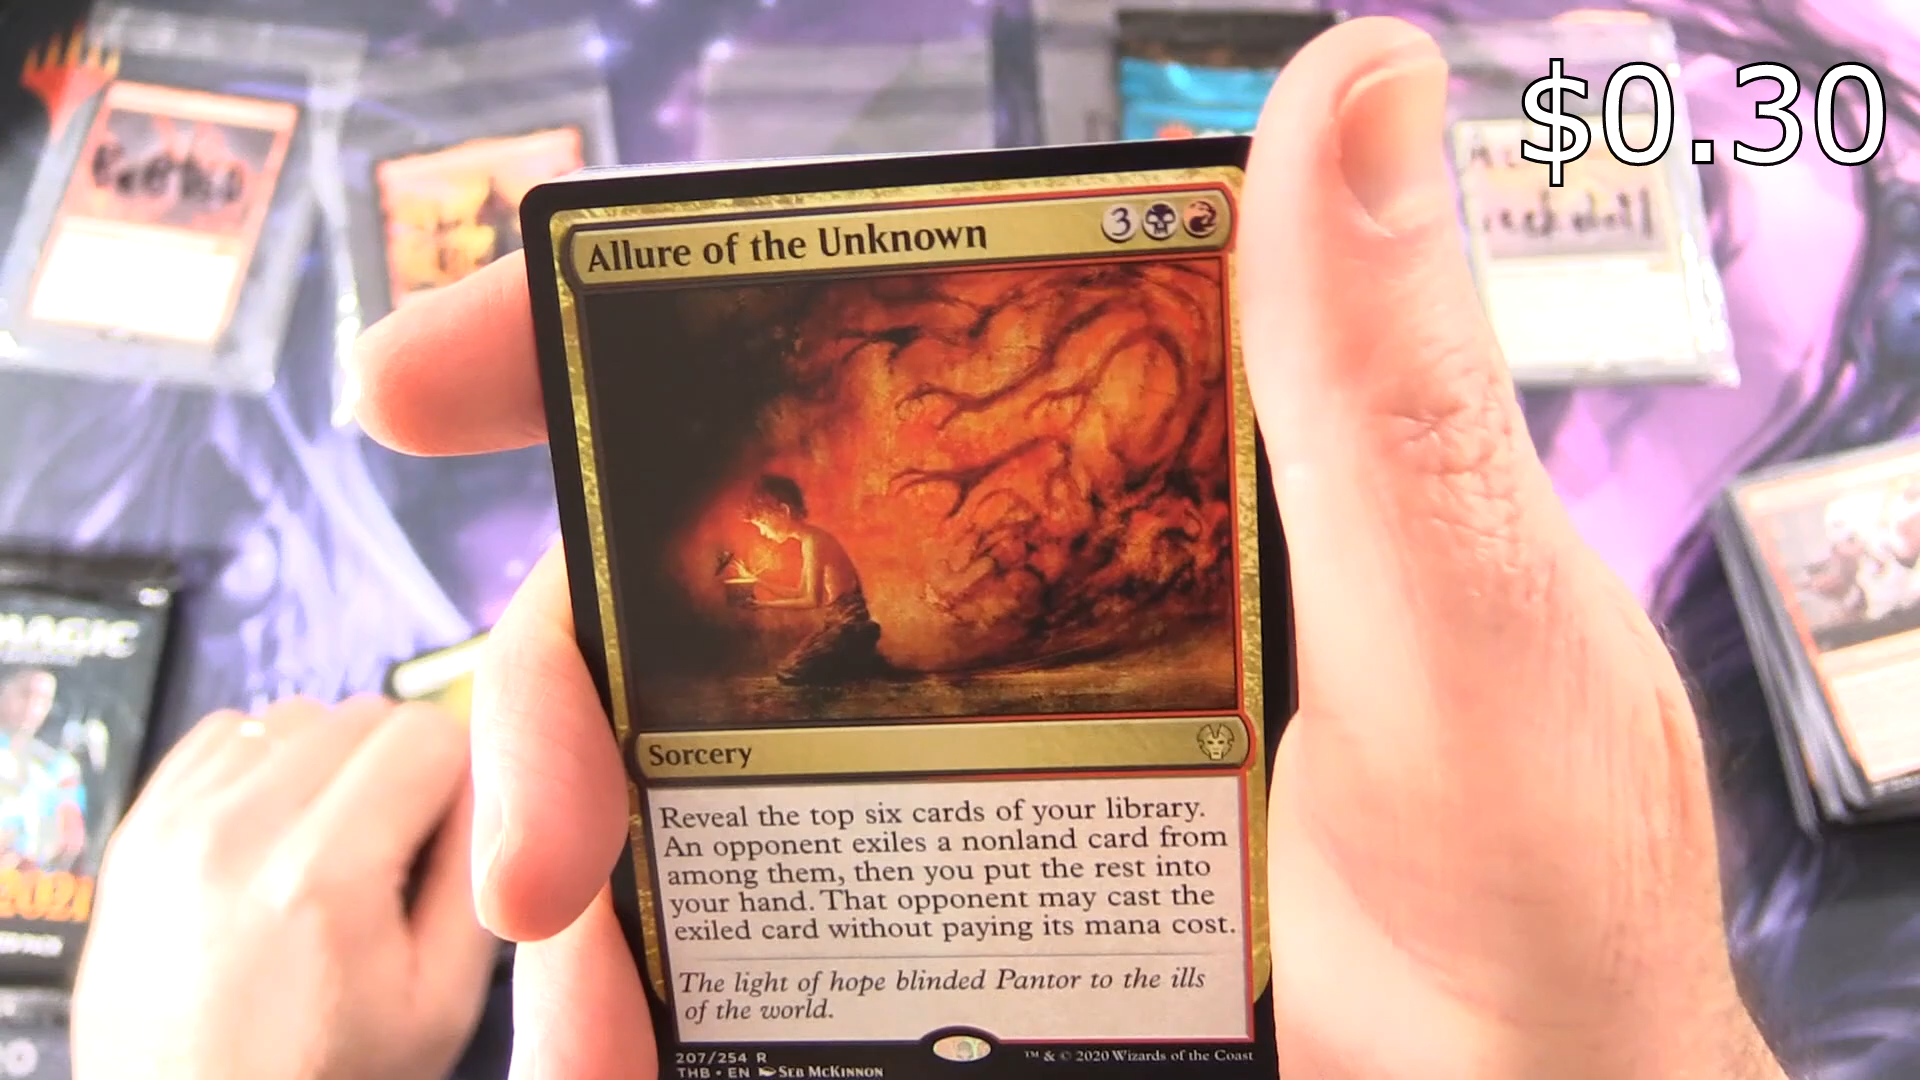 $0.30
Allure of the Unknown
3
Sorcery
Reveal the top six cards of your library.
An opponent exiles a nonland card from
among them, then you put the rest into
your hand. That opponent may cast the
exiled card without paying its mana cost.
The light of hope blinded Pantor to the ills
of the world.
207/254 R
THB • EN SEB MCKINNON
™ & © 2020 Wizards of the Coast
MAGIC
2021